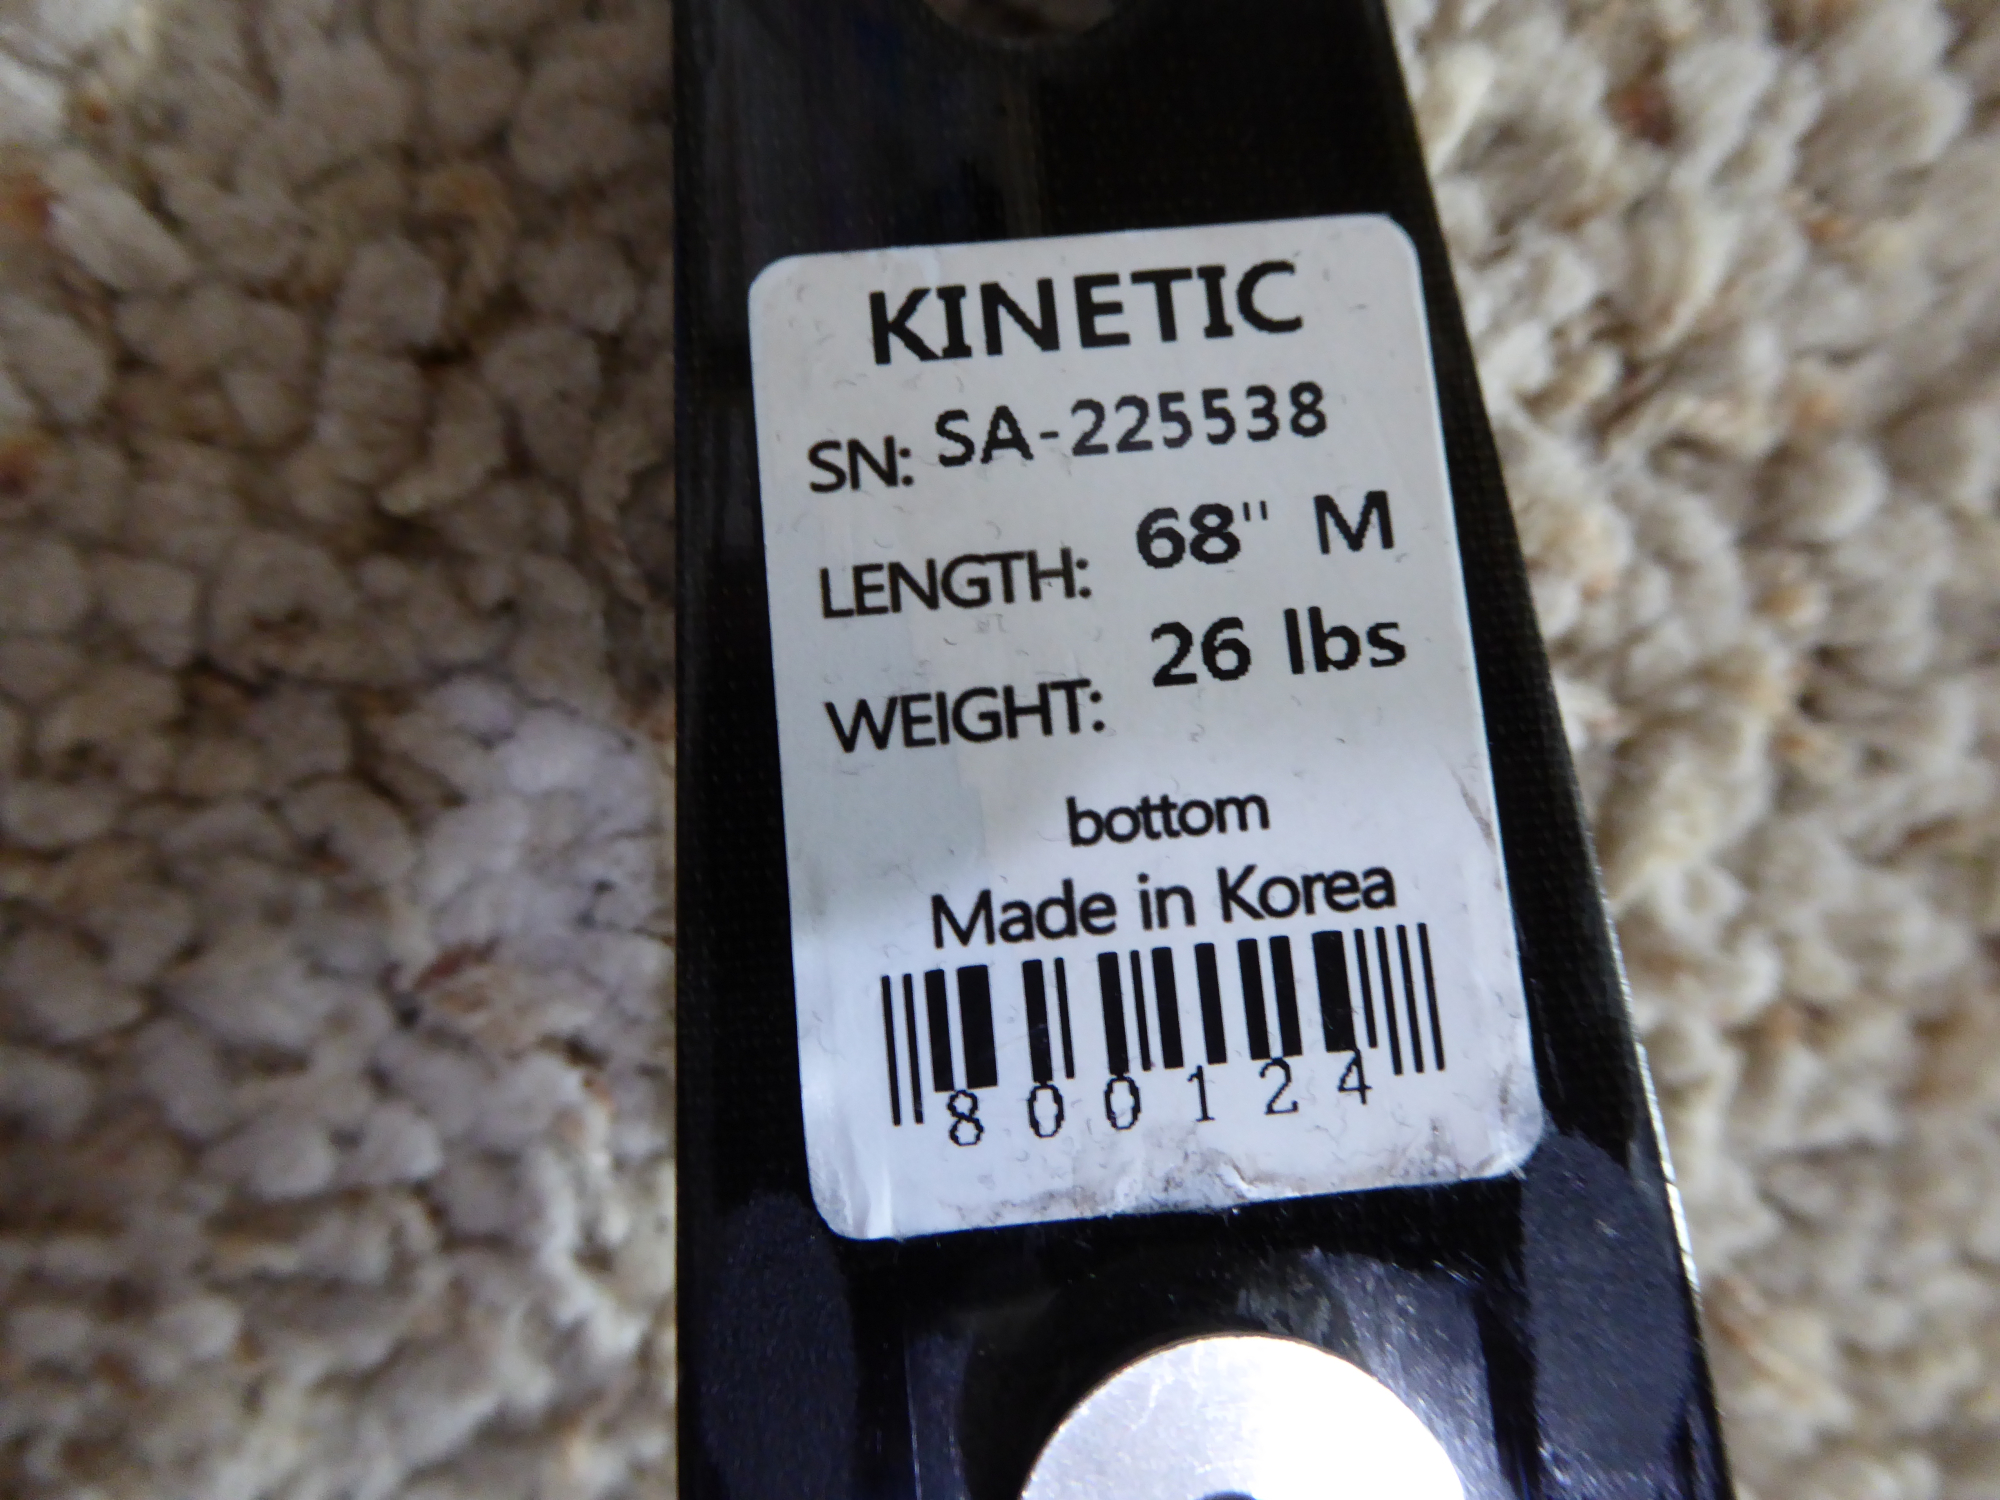 KINETIC
SN: SA-225538
LENGTH: 68" M
WEIGHT: 26 lbs
bottom
Made in Korea
800124